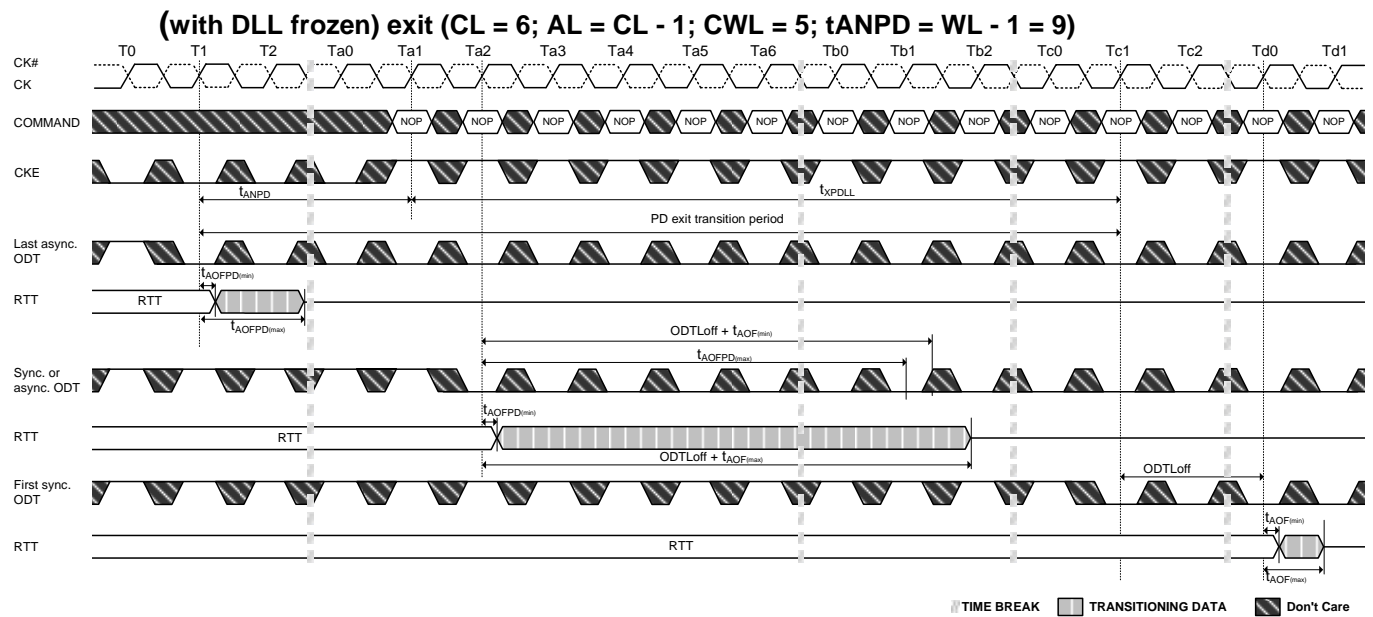 (with DLL frozen) exit (CL = 6; AL = CL - 1; CWL = 5; tANPD = WL - 1 = 9)
T0 T1 T2 Ta0 Ta1 Ta2 Ta3 Ta4 Ta5 Ta6 Tb0 Tb1 Tb2 Tc0 Tc1 Tc2 Td0 Td1
CK#
CK
COMMAND NOP NOP NOP NOP NOP NOP NOP NOP NOP NOP NOP NOP NOP NOP
CKE
tANPD tXPDLL
PD exit transition period
Last async.
ODT
tAOFPD(min)
RTT RTT
tAOFPD(max)
ODTLoff + tAOF(min)
tAOFPD(max)
Sync. or
async. ODT
tAOFPD(min)
RTT RTT
ODTLoff + tAOF(max)
ODTLoff
First sync.
ODT
tAOF(min)
RTT RTT
tAOF(max)
TIME BREAK TRANSITIONING DATA Don't Care